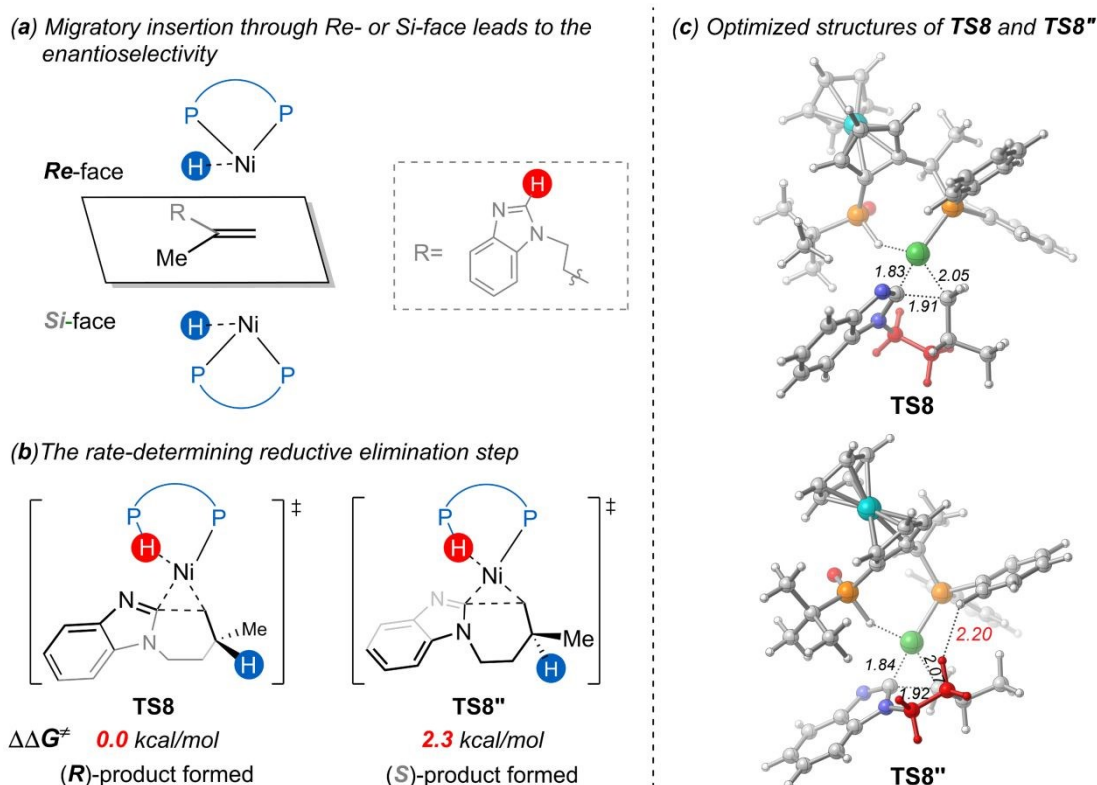 (a) Migratory insertion through Re- or Si-face leads to the
enantioselectivity
P P
H Ni
Re-face
R
Me
H
N
N
R=
Si-face
H Ni
P P
(b)The rate-determining reductive elimination step
‡ ‡
P P P P
H H
Ni Ni
N N
N Me N Me
H H
TS8 TS8"
ΔΔG≠ 0.0 kcal/mol 2.3 kcal/mol
(R)-product formed (S)-product formed
(c) Optimized structures of TS8 and TS8"
1.83 2.05
1.91
TS8
2.20
1.84 2.07
1.92
TS8"